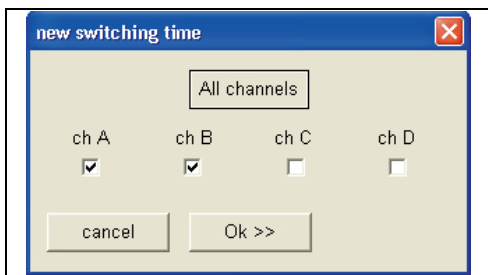 new switching time
All channels
ch A ch B ch C ch D
cancel Ok >>